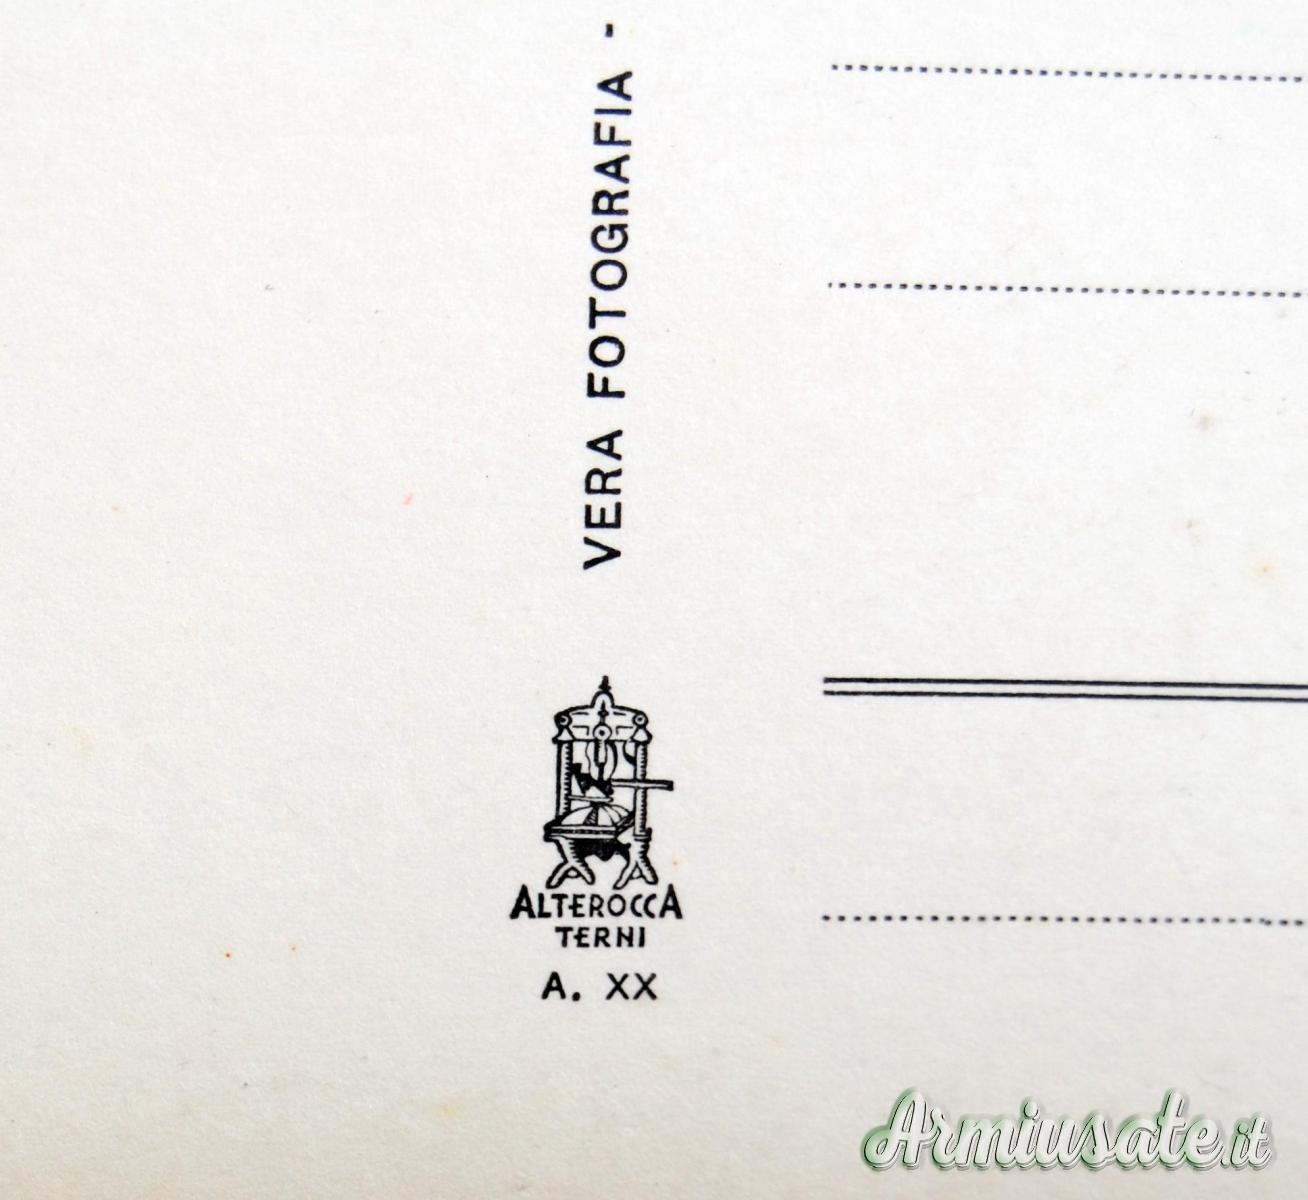 VERA FOTOGRAFIA -
ALTEROCCA
TERNI
A. XX
Armiusate.it